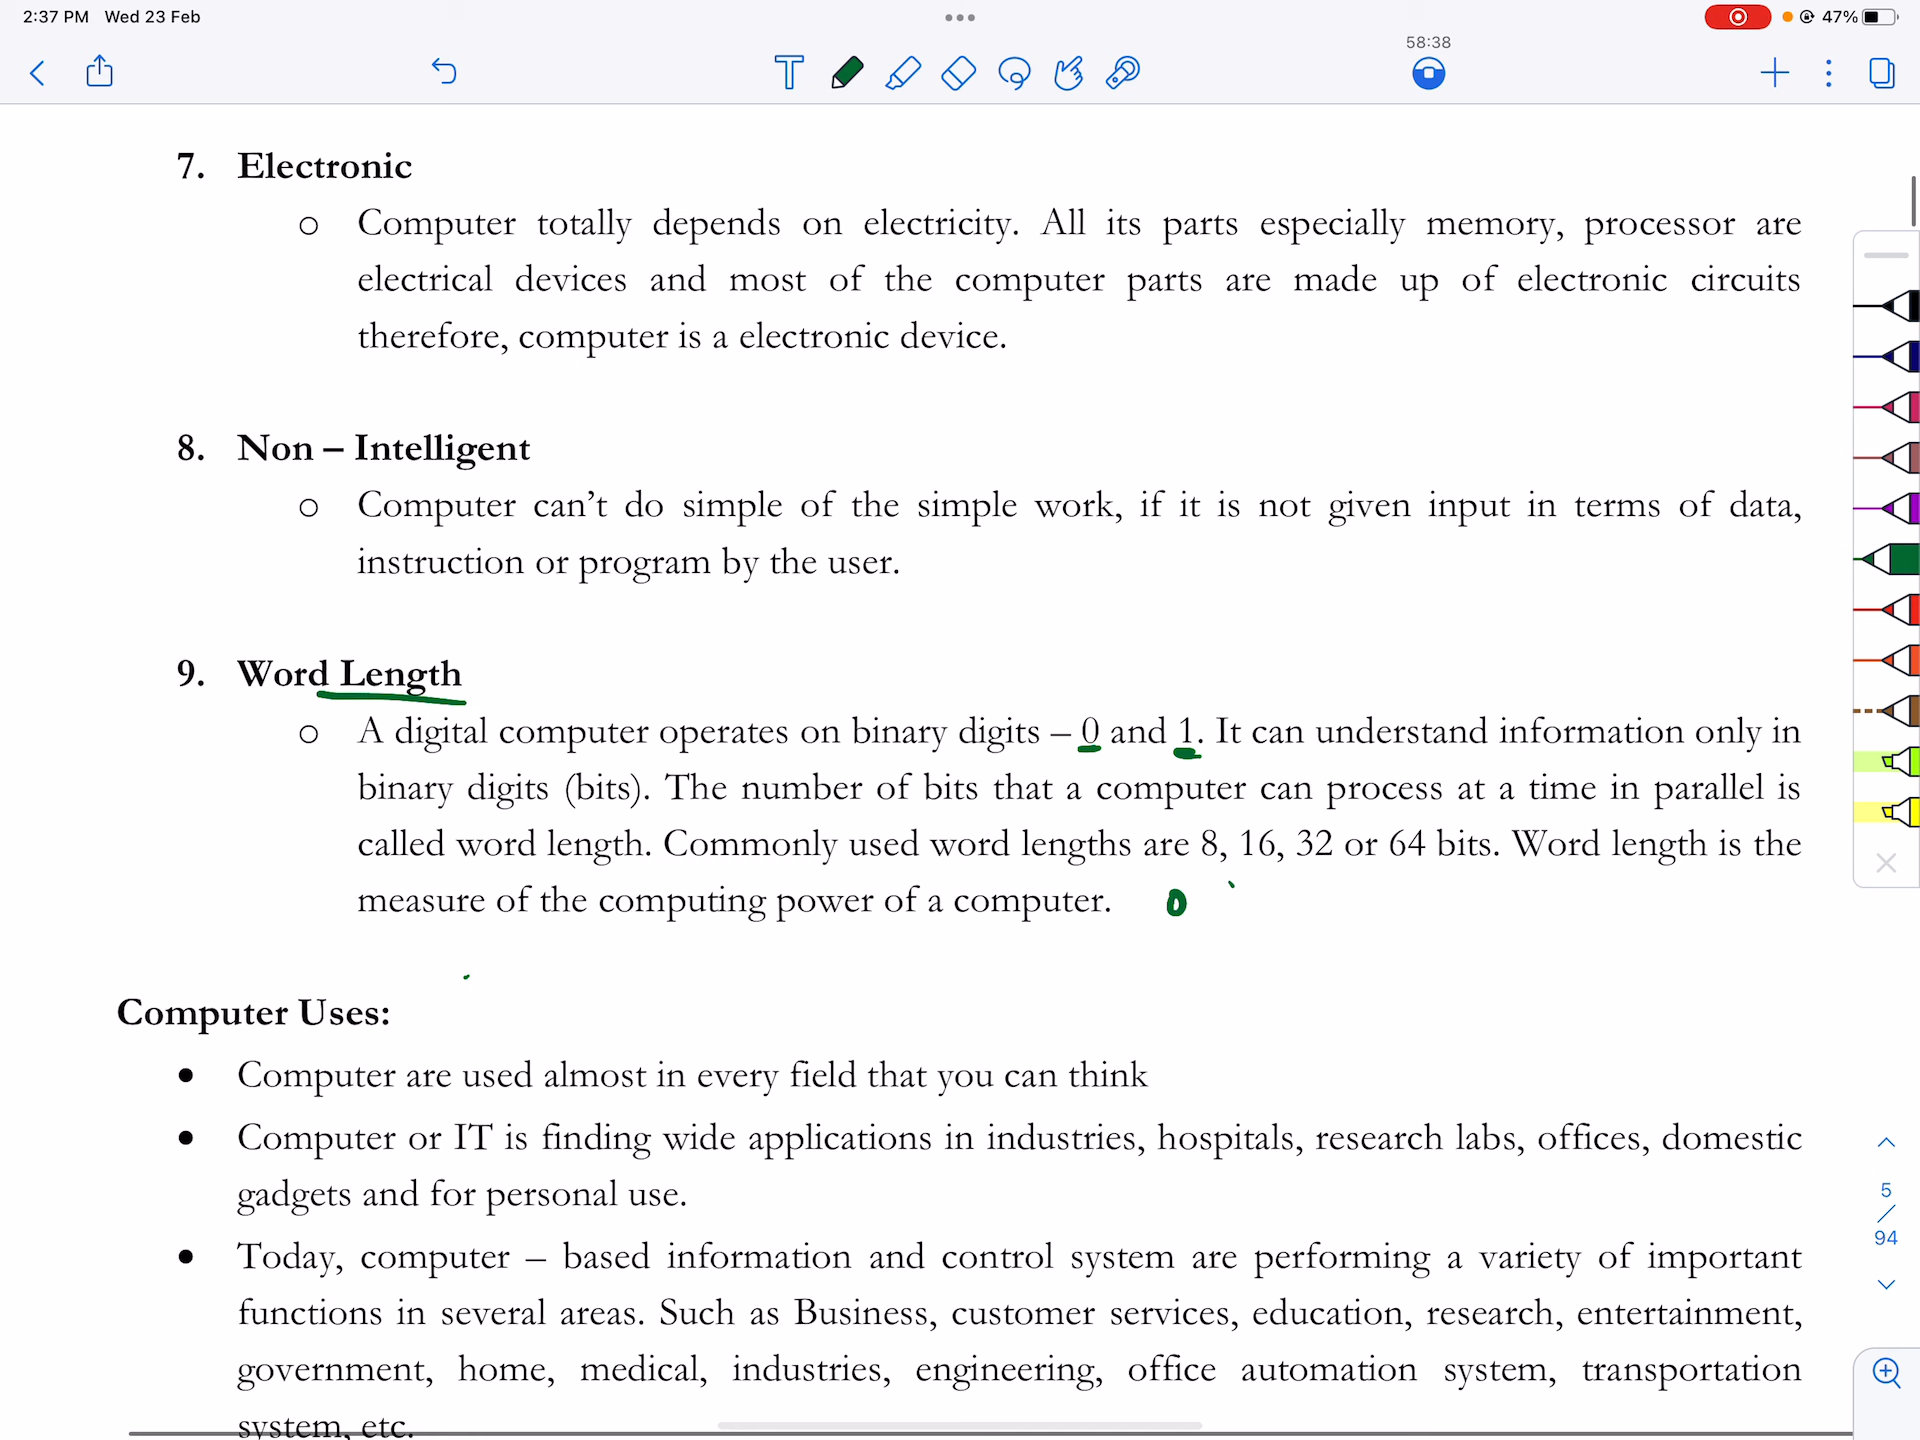 2:37 PM Wed 23 Feb
47%
58:38
7. Electronic
o Computer totally depends on electricity. All its parts especially memory, processor are
electrical devices and most of the computer parts are made up of electronic circuits
therefore, computer is a electronic device.
8. Non – Intelligent
o Computer can’t do simple of the simple work, if it is not given input in terms of data,
instruction or program by the user.
9. Word Length
o A digital computer operates on binary digits – 0 and 1. It can understand information only in
binary digits (bits). The number of bits that a computer can process at a time in parallel is
called word length. Commonly used word lengths are 8, 16, 32 or 64 bits. Word length is the
measure of the computing power of a computer. 0
Computer Uses:
• Computer are used almost in every field that you can think
• Computer or IT is finding wide applications in industries, hospitals, research labs, offices, domestic
gadgets and for personal use.
• Today, computer – based information and control system are performing a variety of important
functions in several areas. Such as Business, customer services, education, research, entertainment,
government, home, medical, industries, engineering, office automation system, transportation
system, etc.
5
/
94